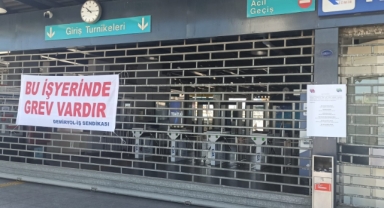 Giriş Turnikeleri
Acil
Geçiş
BU İŞYERİNDE
GREV VARDIR
DEMİRYOL-İŞ SENDİKASI